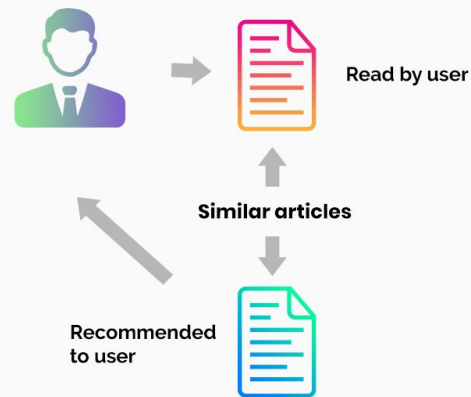 Read by user
Similar articles
Recommended
to user